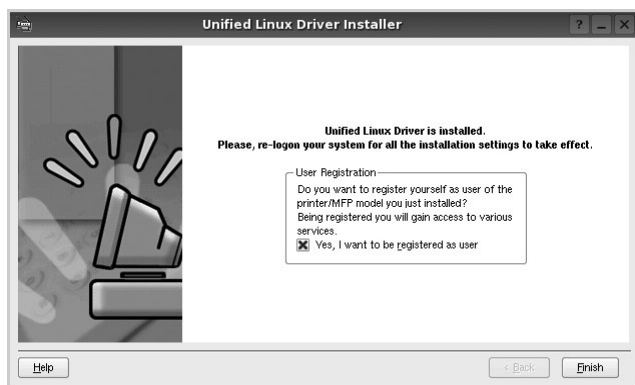 Unified Linux Driver Installer
Unified Linux Driver is installed.
Please, re-logon your system for all the installation settings to take effect.
User Registration
Do you want to register yourself as user of the
printer/MFP model you just installed?
Being registered you will gain access to various
services.
Yes, I want to be registered as user
Help
< Back
Finish